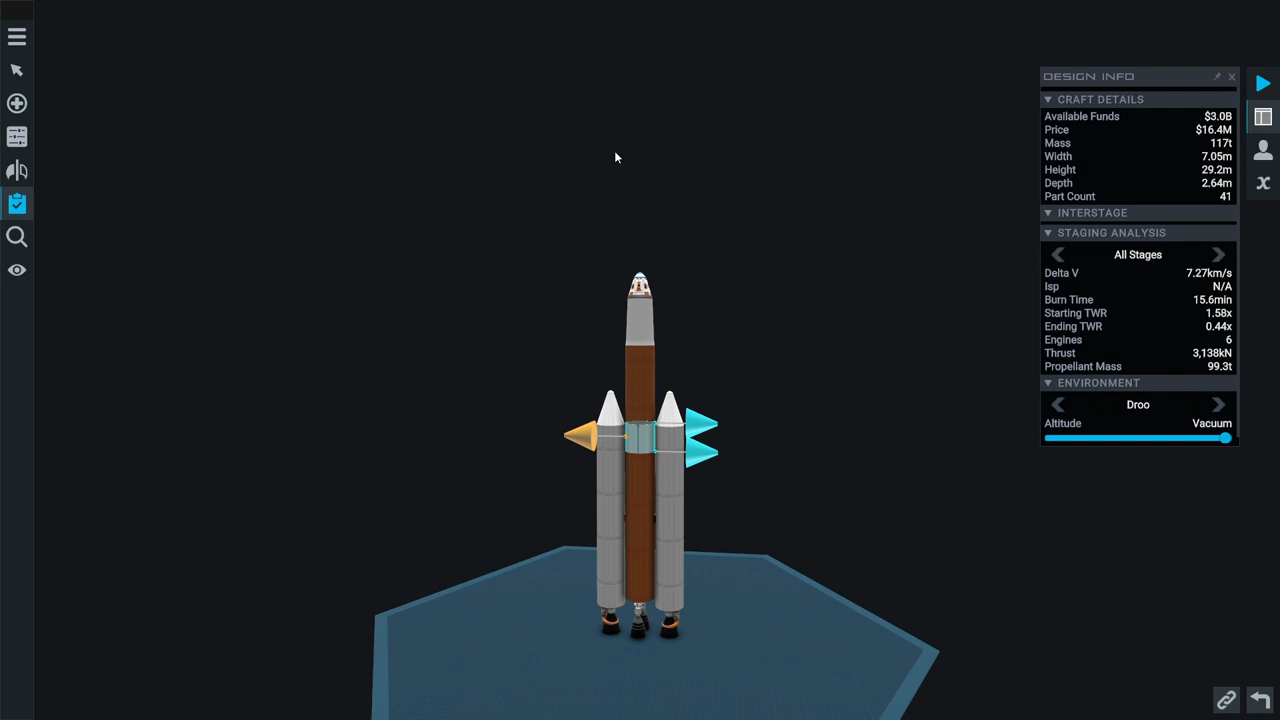 DESIGN INFO
CRAFT DETAILS
Available Funds $3.0B
Price $16.4M
Mass 117t
Width 7.05m
Height 29.2m
Depth 2.64m
Part Count 41
INTERSTAGE
STAGING ANALYSIS
All Stages
Delta V 7.27km/s
Isp N/A
Burn Time 15.6min
Starting TWR 1.58x
Ending TWR 0.44x
Engines 6
Thrust 3,138kN
Propellant Mass 99.3t
ENVIRONMENT
Droo
Altitude Vacuum